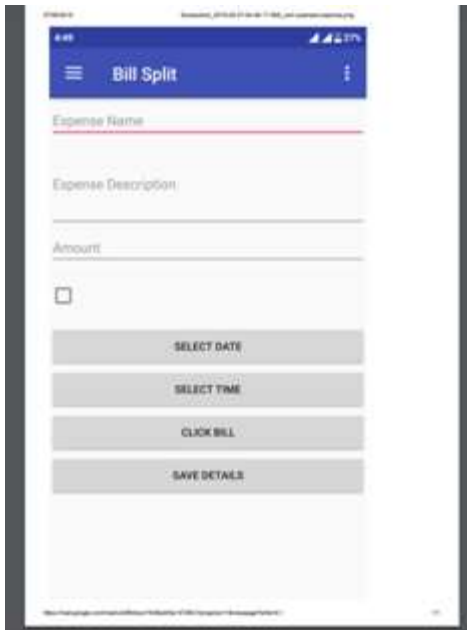 Bill Split
Expense Name
Expense Description
Amount
SELECT DATE
SELECT TIME
CLICK BILL
SAVE DETAILS